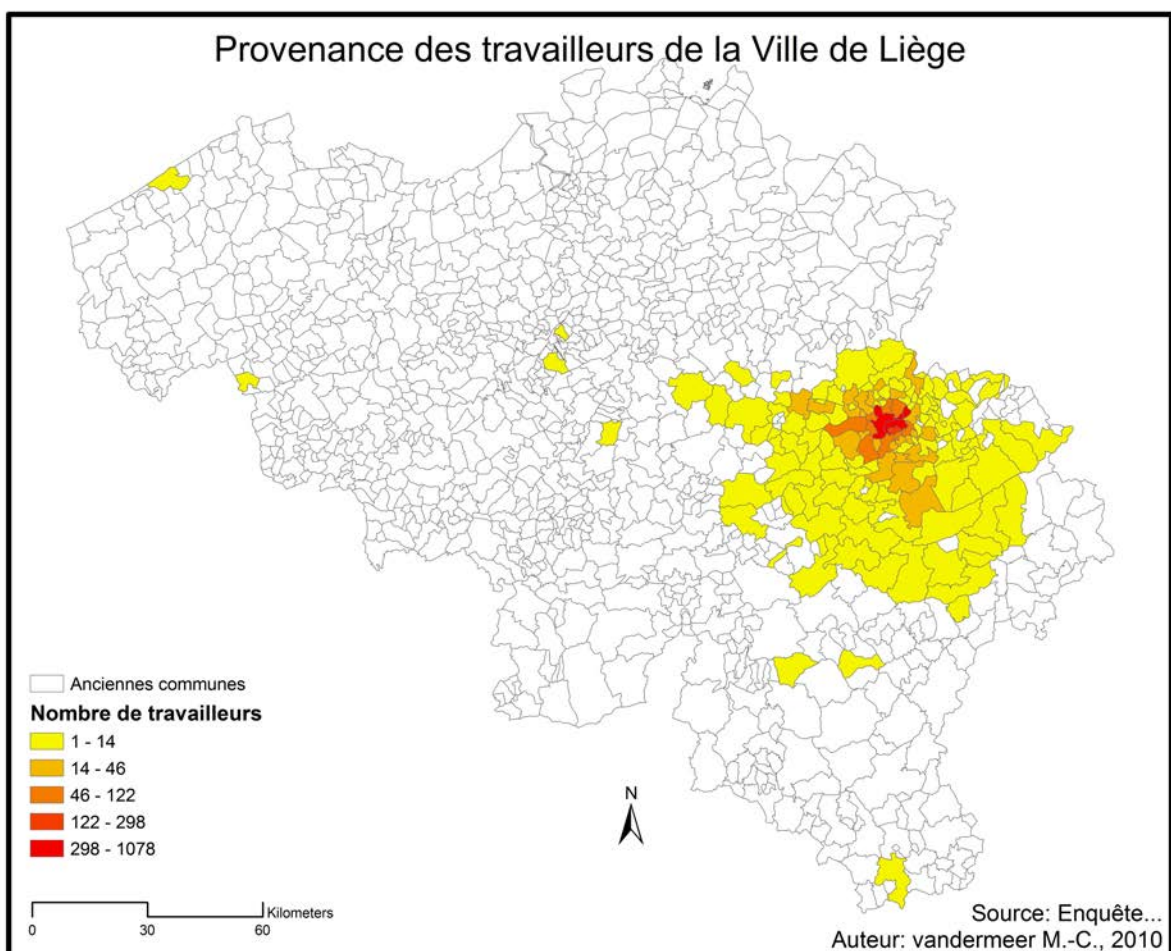 Provenance des travailleurs de la Ville de Liège
Anciennes communes
Nombre de travailleurs
1 - 14
14 - 46
46 - 122
122 - 298
298 - 1078
N
Kilometers
0 30 60
Source: Enquête...
Auteur: vandermeer M.-C., 2010